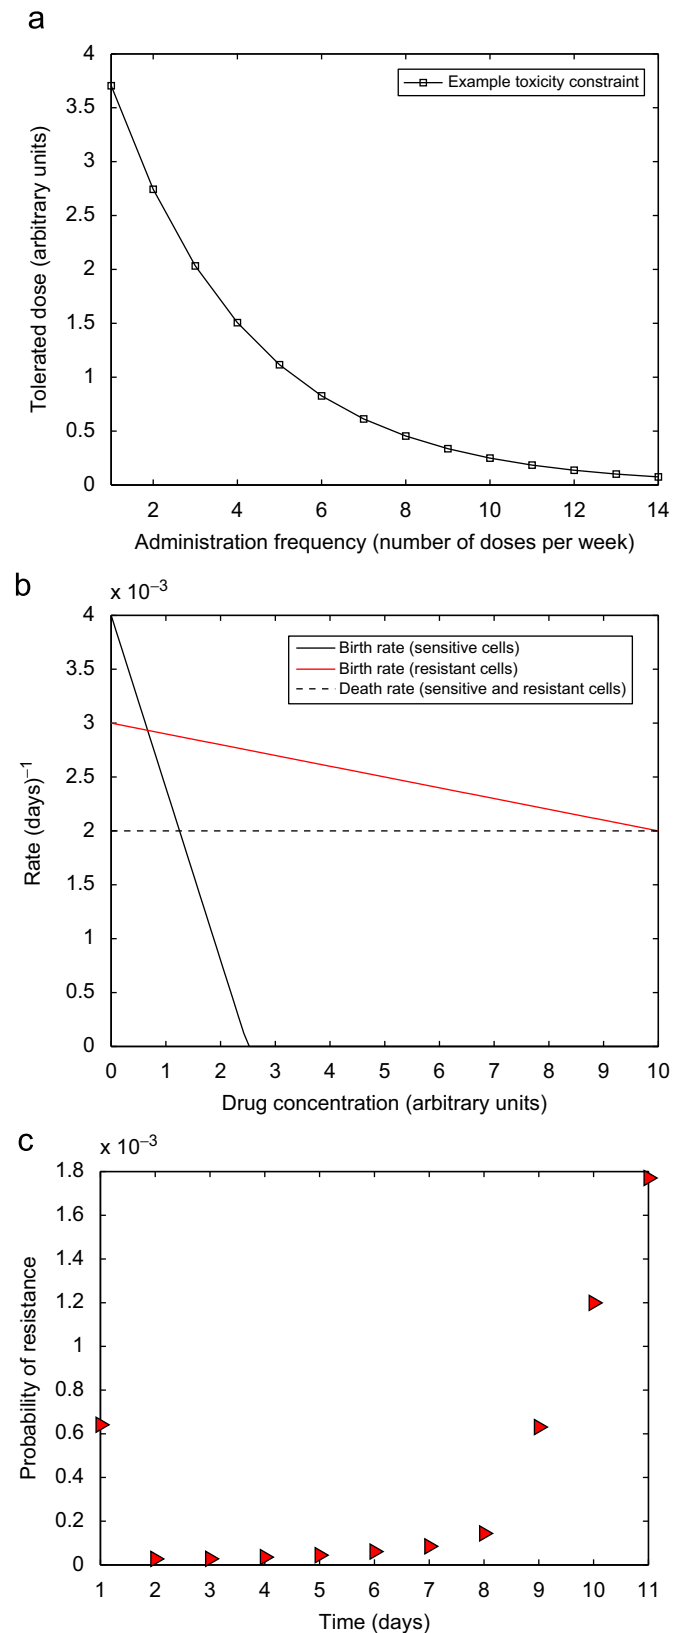 a
4
3.5
3
2.5
2
1.5
1
0.5
0
Tolerated dose (arbitrary units)
Example toxicity constraint
2 4 6 8 10 12 14
Administration frequency (number of doses per week)
b
x 10⁻³
4
3.5
3
2.5
2
1.5
1
0.5
0
Rate (days)⁻¹
Birth rate (sensitive cells)
Birth rate (resistant cells)
Death rate (sensitive and resistant cells)
0 1 2 3 4 5 6 7 8 9 10
Drug concentration (arbitrary units)
c
x 10⁻³
1.8
1.6
1.4
1.2
1
0.8
0.6
0.4
0.2
0
Probability of resistance
1 2 3 4 5 6 7 8 9 10 11
Time (days)